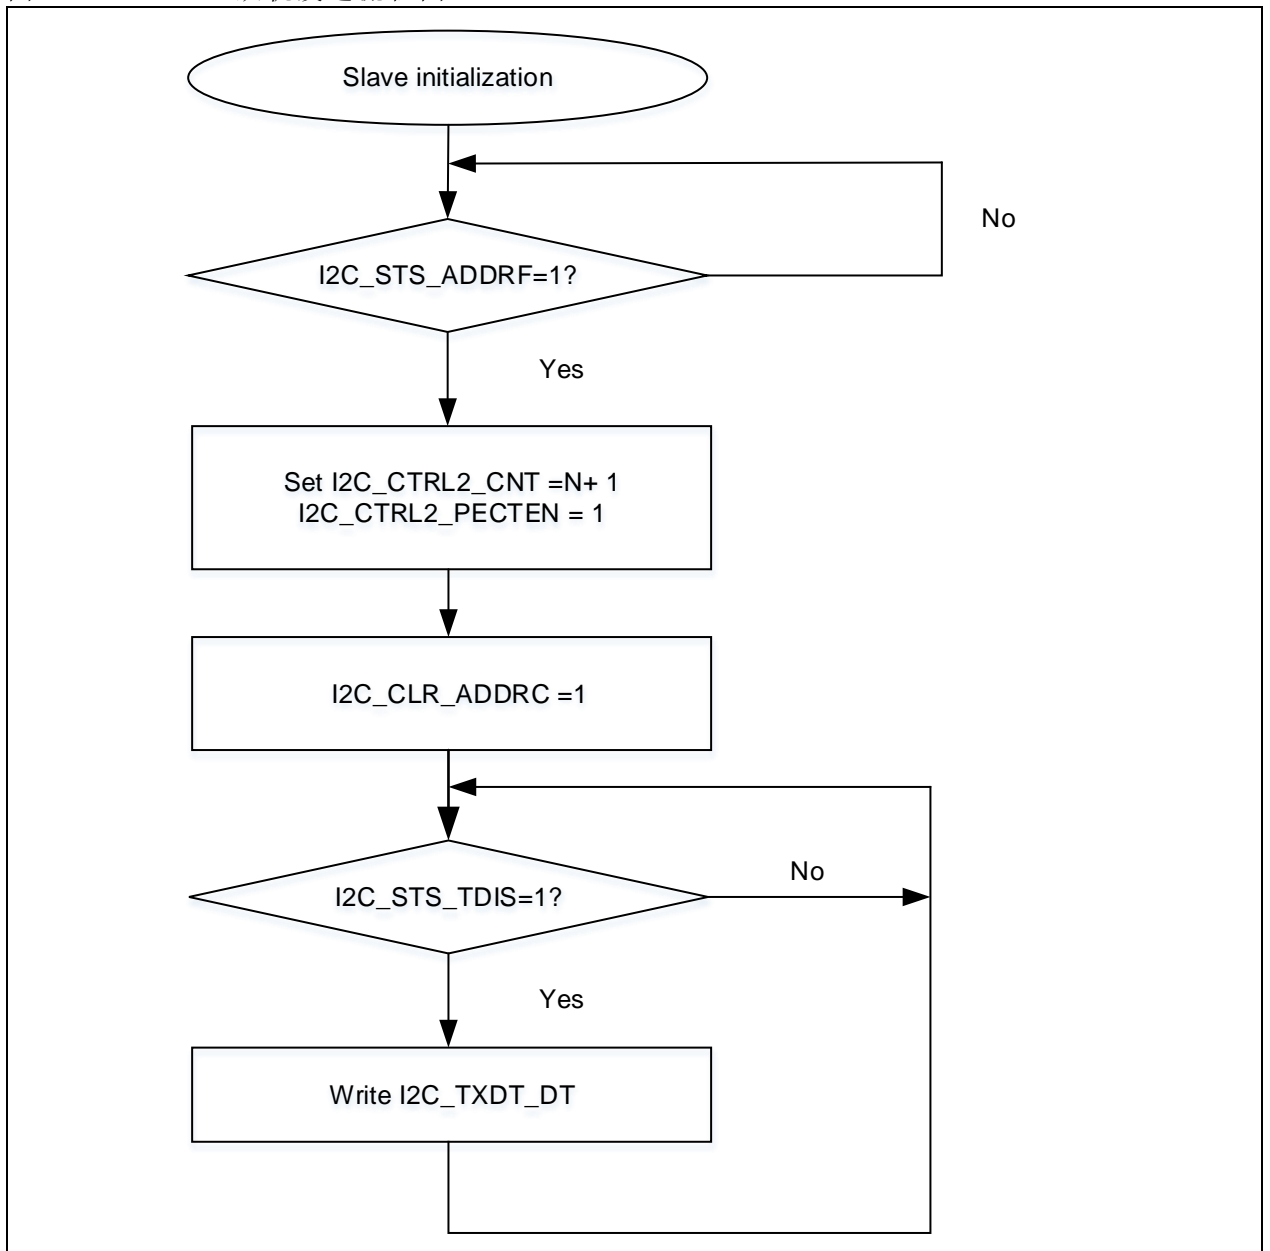 Slave initialization
No
I2C_STS_ADDRF=1?
Yes
Set I2C_CTRL2_CNT =N+ 1
I2C_CTRL2_PECTEN = 1
I2C_CLR_ADDRC =1
No
I2C_STS_TDIS=1?
Yes
Write I2C_TXDT_DT